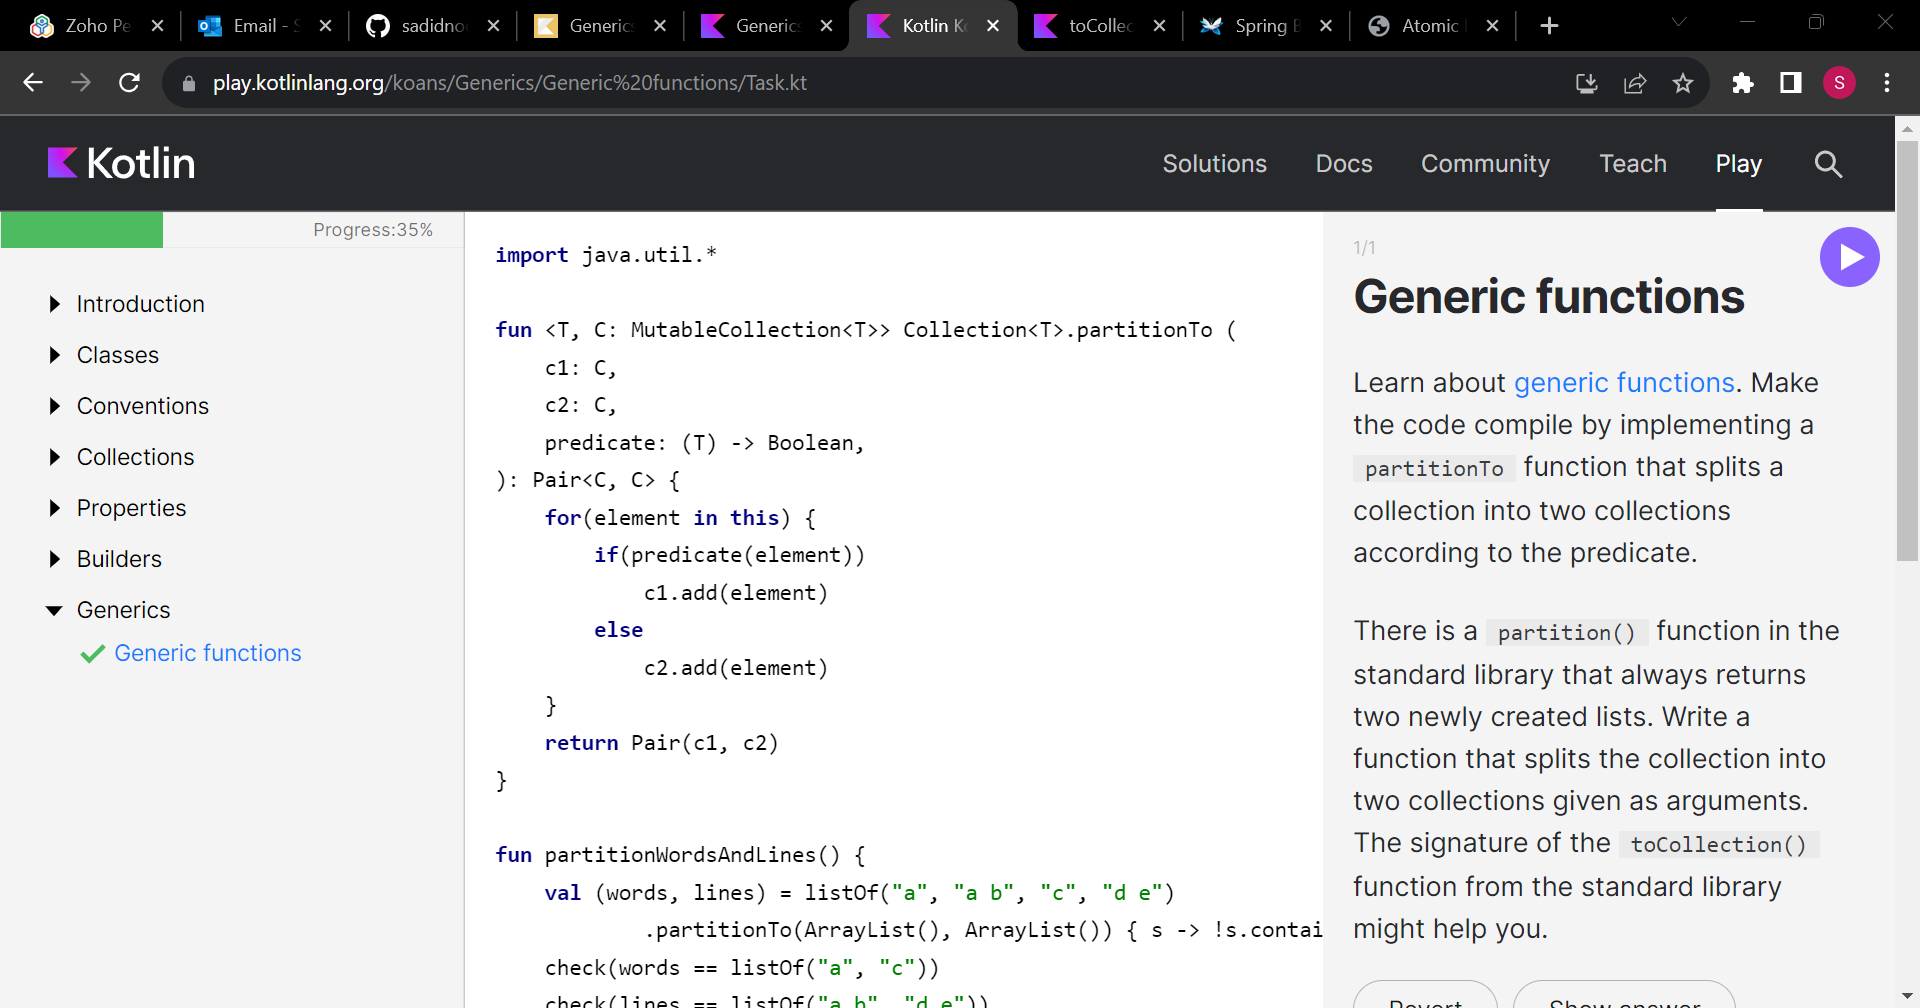 Zoho Pe
Email - S
sadidno
Generics
Generics
Kotlin Ko
toCollec
Spring B
Atomic
play.kotlinlang.org/koans/Generics/Generic%20functions/Task.kt
S
Kotlin
Solutions
Docs
Community
Teach
Play
Progress:35%
Introduction
Classes
Conventions
Collections
Properties
Builders
Generics
Generic functions
import java.util.*
fun <T, C: MutableCollection<T>> Collection<T>.partitionTo (
c1: C,
c2: C,
predicate: (T) -> Boolean,
): Pair<C, C> {
for(element in this) {
if(predicate(element))
c1.add(element)
else
c2.add(element)
}
return Pair(c1, c2)
}
fun partitionWordsAndLines() {
val (words, lines) = listOf("a", "a b", "c", "d e")
.partitionTo(ArrayList(), ArrayList()) { s -> !s.contai
check(words == listOf("a", "c"))
check(lines == listOf("a b", "d e"))
1/1
Generic functions
Learn about generic functions. Make
the code compile by implementing a
partitionTo function that splits a
collection into two collections
according to the predicate.
There is a partition() function in the
standard library that always returns
two newly created lists. Write a
function that splits the collection into
two collections given as arguments.
The signature of the toCollection()
function from the standard library
might help you.
Revert
Show answer